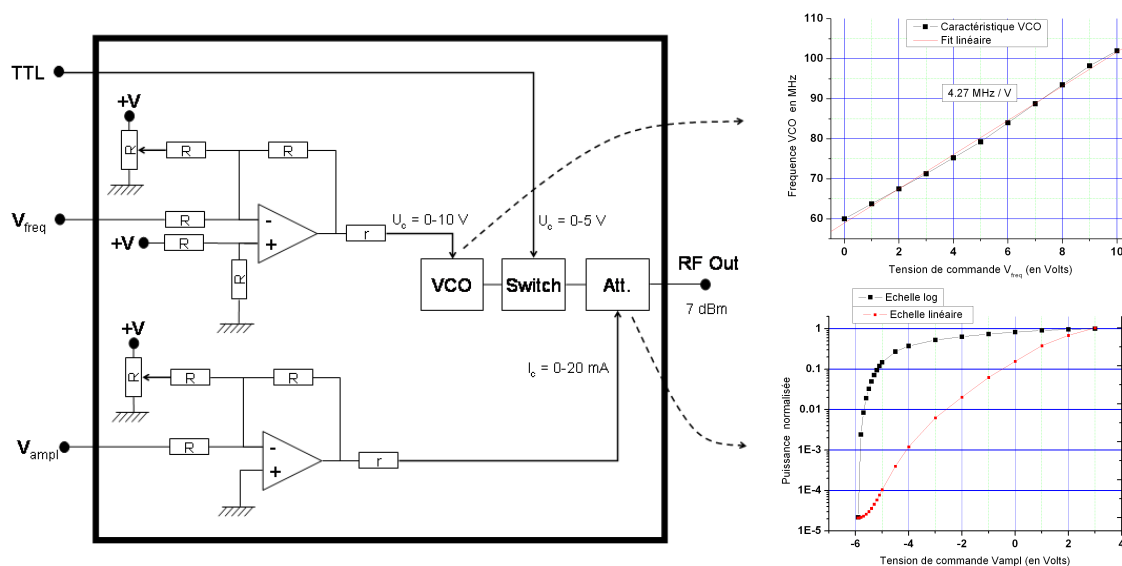 TTL
+V
R
R
R
V_freq
R
-
+V
R
+
R
r
U_c = 0-10 V
U_c = 0-5 V
VCO
Switch
Att.
RF Out
7 dBm
+V
R
R
R
I_c = 0-20 mA
V_ampl
R
-
+
r
Caractéristique VCO
Fit linéaire
4.27 MHz / V
Frequence VCO en MHz
110
100
90
80
70
60
0 2 4 6 8 10
Tension de commande V_freq (en Volts)
Echelle log
Echelle linéaire
Puissance normalisée
1
0.1
0.01
1E-3
1E-4
1E-5
-6 -4 -2 0 2 4
Tension de commande Vampl (en Volts)